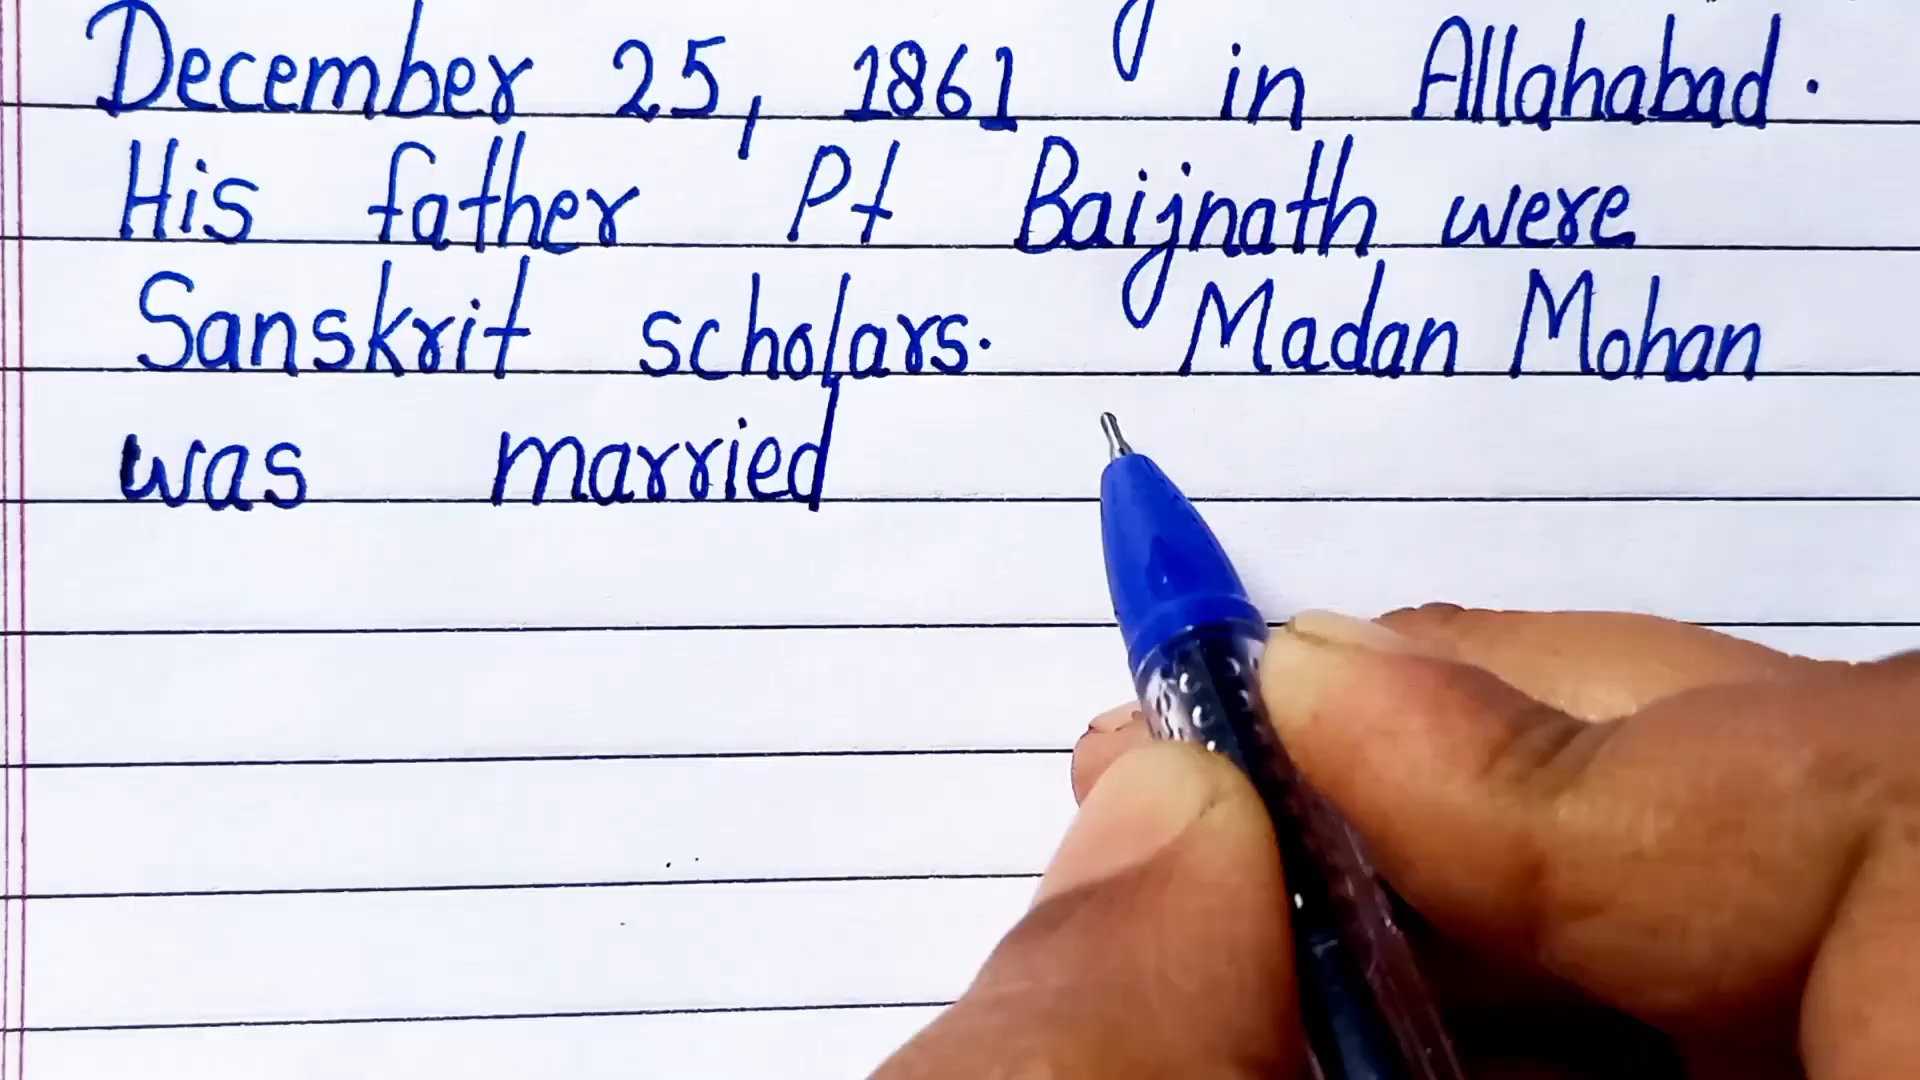 December 25, 1861 in Allahabad.
His father Pt Baijnath were
Sanskrit scholars. Madan Mohan
was married